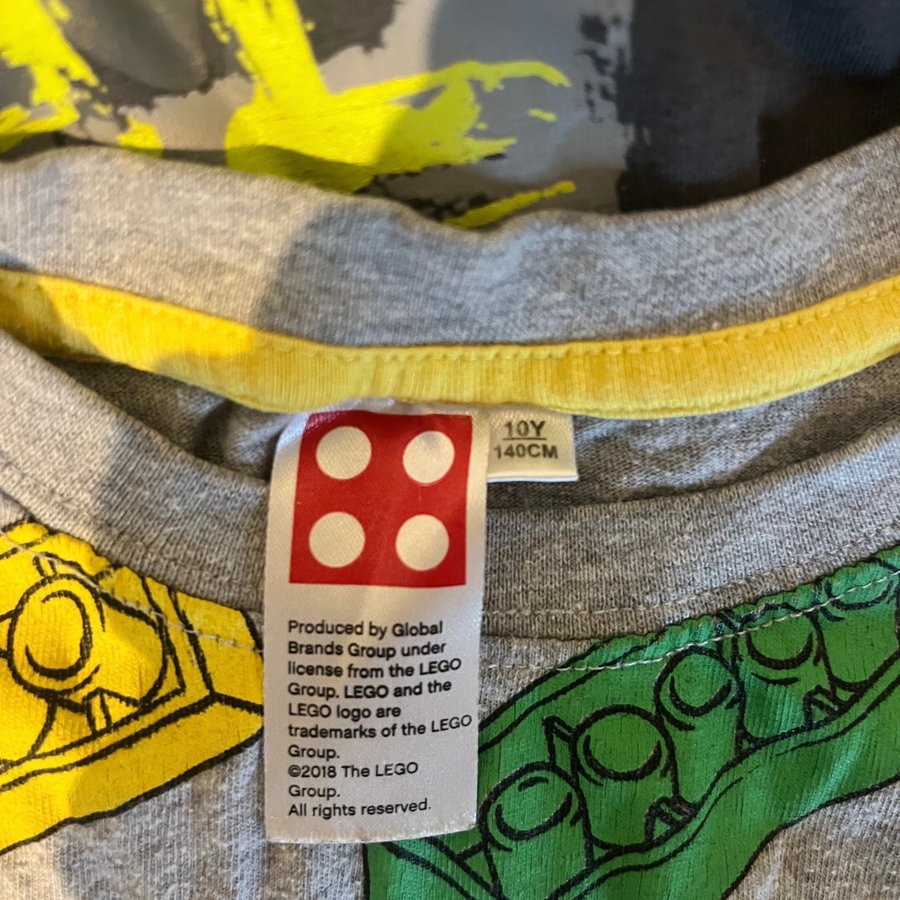 10Y
140CM
Produced by Global
Brands Group under
license from the LEGO
Group. LEGO and the
LEGO logo are
trademarks of the LEGO
Group.
©2018 The LEGO
Group.
All rights reserved.